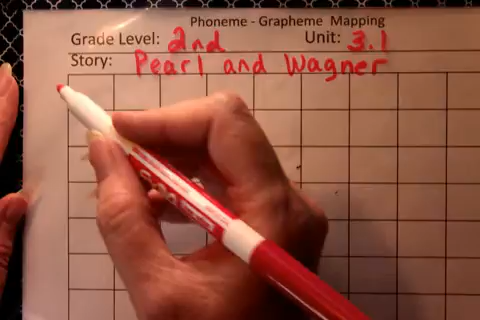 Phoneme - Grapheme Mapping
Grade Level: 2nd Unit: 3.1
Story: Pearl and Wagner